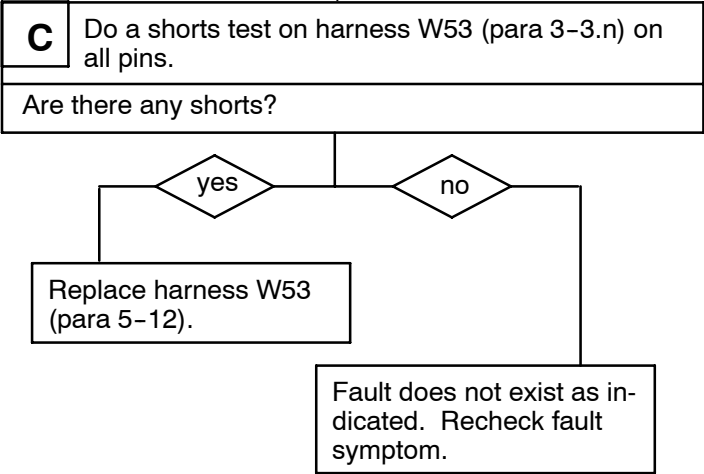 C
Do a shorts test on harness W53 (para 3-3.n) on
all pins.
Are there any shorts?
yes
no
Replace harness W53
(para 5-12).
Fault does not exist as in-
dicated.  Recheck fault
symptom.